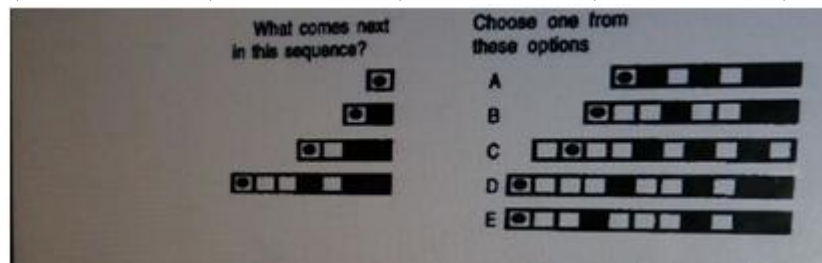 What comes next
in this sequence?
Choose one from
these options
A
B
C
D
E